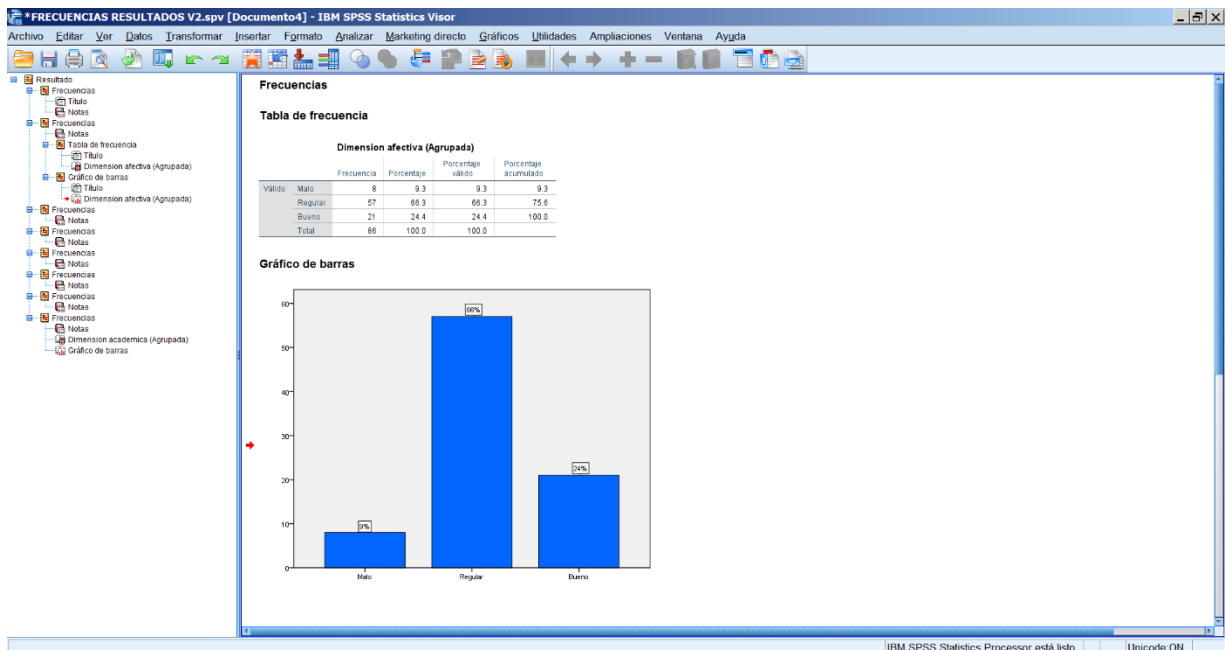 *FRECUENCIAS RESULTADOS V2.spv [Documento4] - IBM SPSS Statistics Visor
Archivo Editar Ver Datos Transformar Insertar Formato Analizar Marketing directo Gráficos Utilidades Ampliaciones Ventana Ayuda
Resultado
Frecuencias
Título
Notas
Frecuencias
Notas
Tabla de frecuencia
Título
Dimension afectiva (Agrupada)
Gráfico de barras
Título
Dimension afectiva (Agrupada)
Frecuencias
Notas
Frecuencias
Notas
Frecuencias
Notas
Frecuencias
Notas
Frecuencias
Notas
Frecuencias
Notas
Dimension academica (Agrupada)
Gráfico de barras
Frecuencias
Tabla de frecuencia
Dimension afectiva (Agrupada)
Frecuencia Porcentaje Porcentaje válido Porcentaje acumulado
Válido Malo 8 9.3 9.3 9.3
Regular 57 66.3 66.3 75.6
Bueno 21 24.4 24.4 100.0
Total 86 100.0 100.0
Gráfico de barras
60
50
40
30
20
10
0
9%
66%
24%
Malo Regular Bueno
IBM SPSS Statistics Processor está listo Unicode:ON